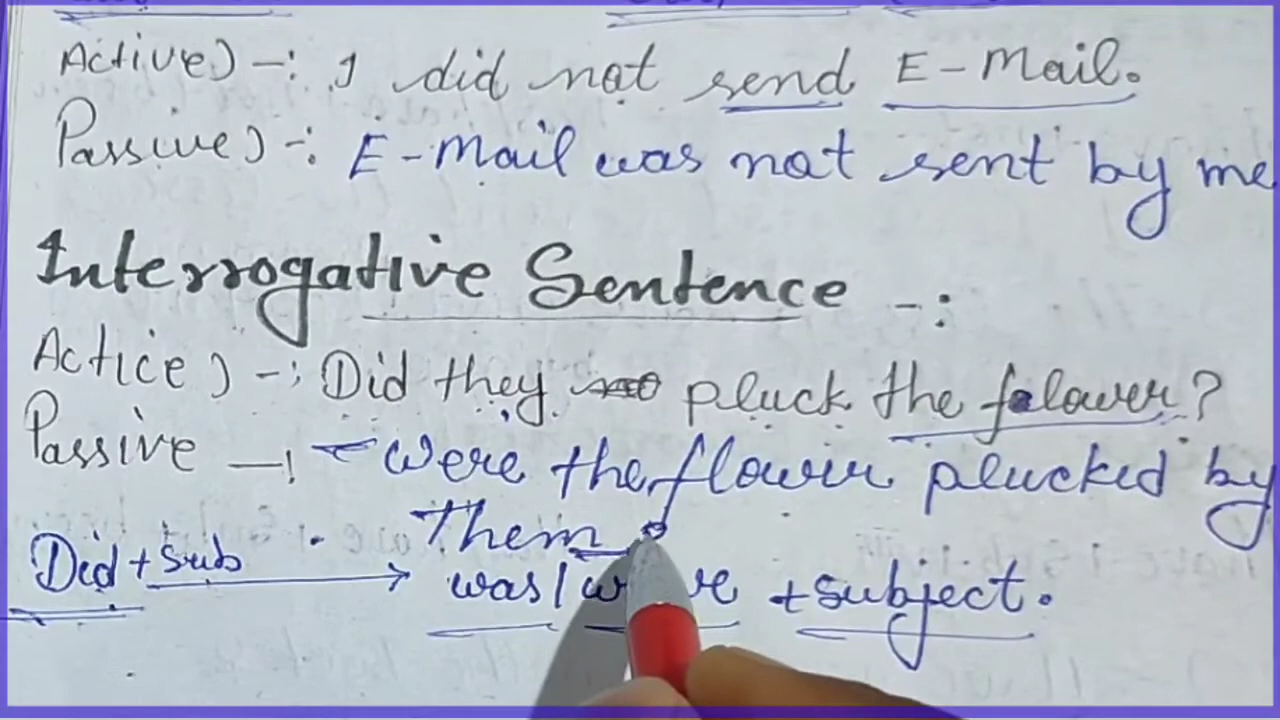 Active) -: I did not send E-Mail.
Passive) -: E-Mail was not sent by me
Interrogative Sentence -:
Actice) -: Did they pluck the flower?
Passive -! - Were the flower plucked by
Them
Did + Sub → was/were + subject.